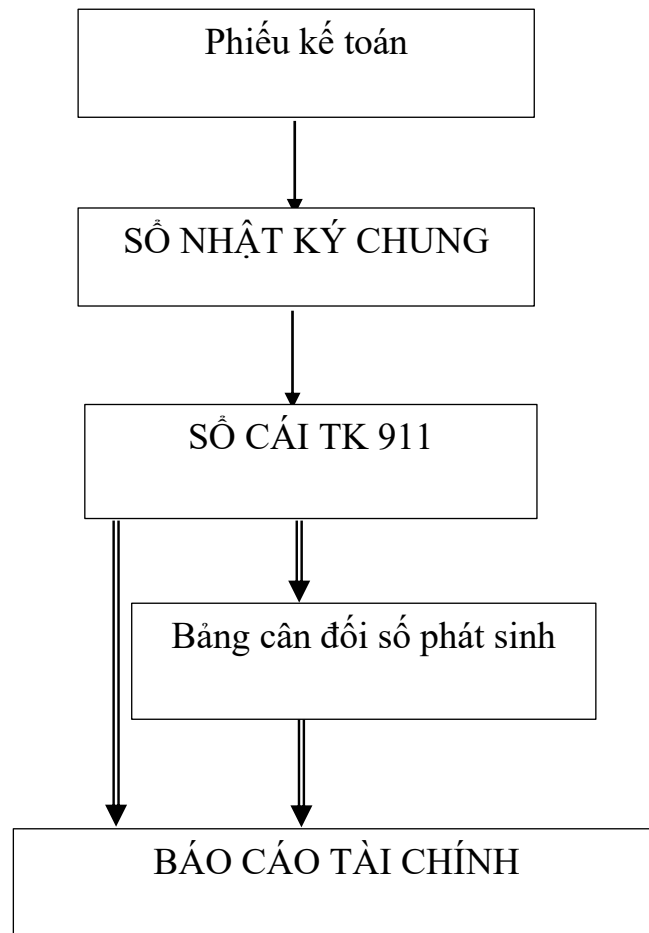 Phiếu kế toán
SỔ NHẬT KÝ CHUNG
SỔ CÁI TK 911
Bảng cân đối số phát sinh
BÁO CÁO TÀI CHÍNH